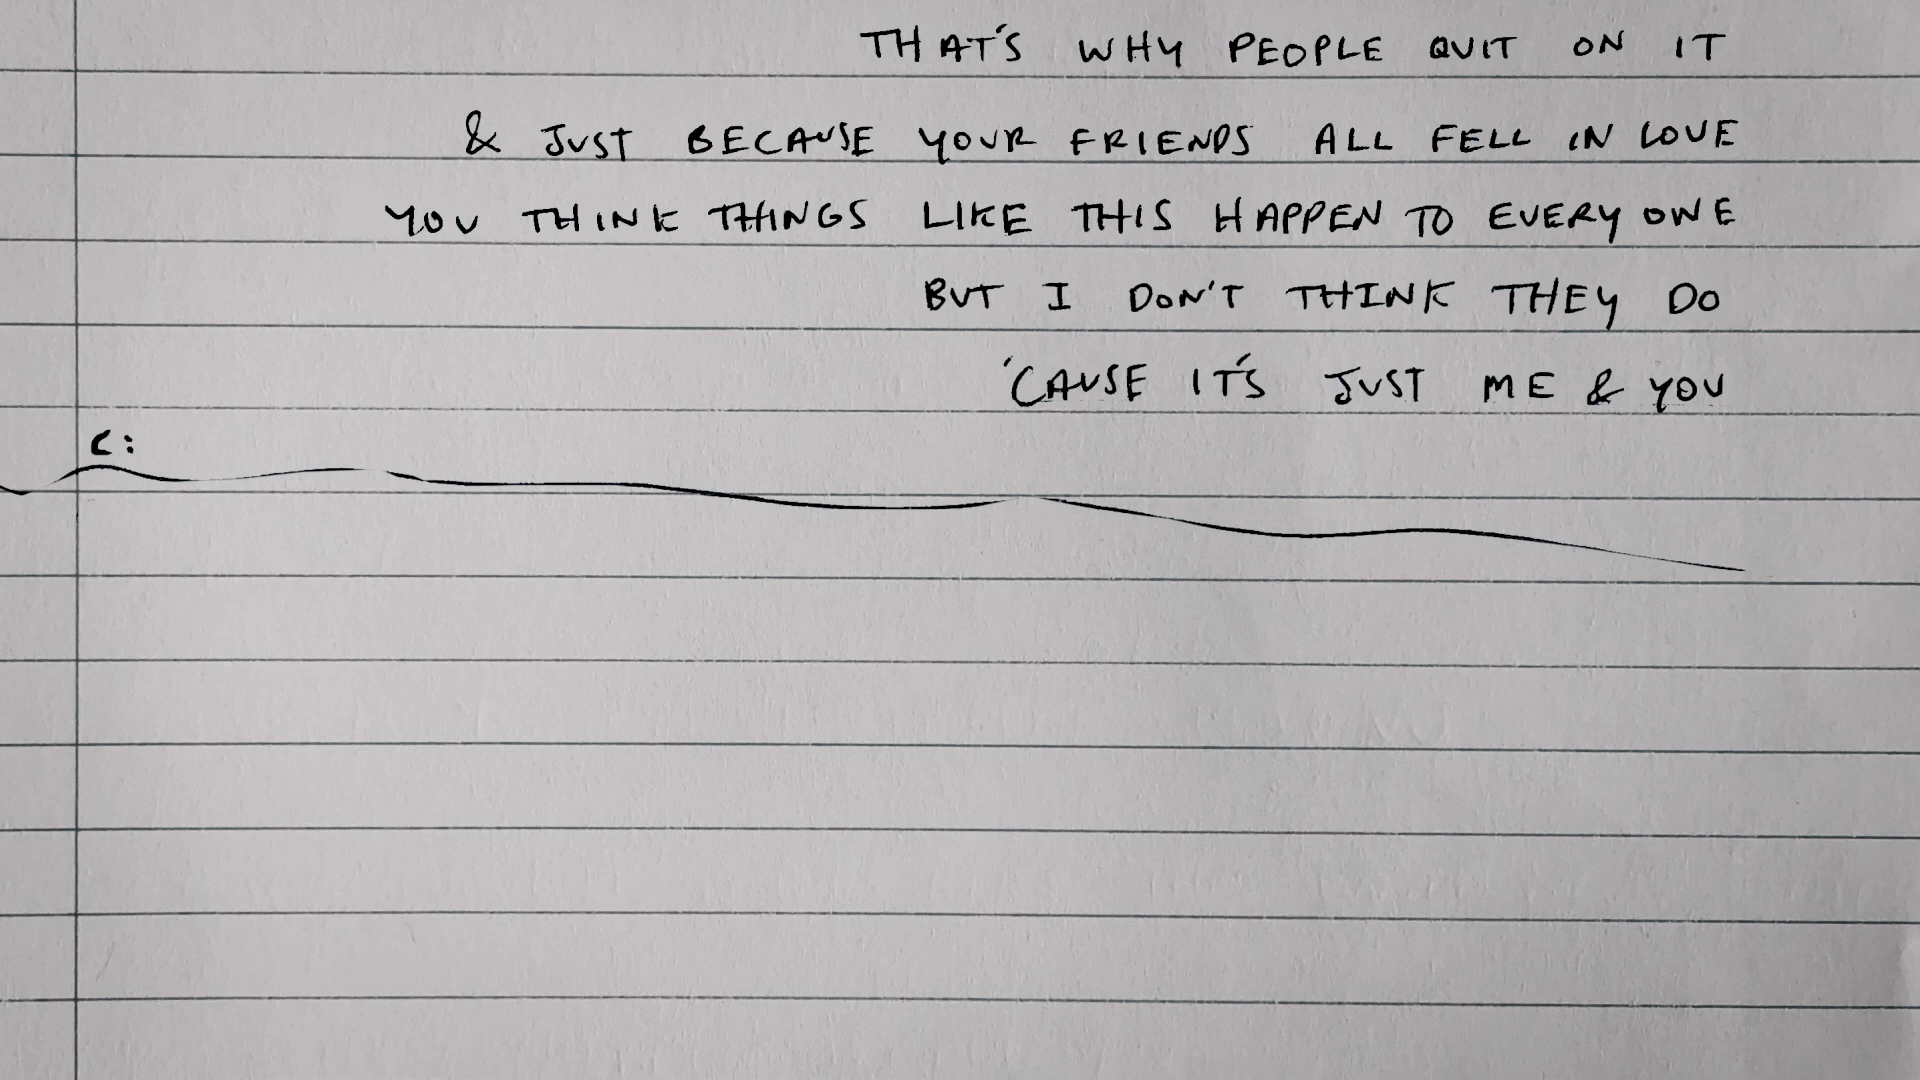 THAT'S WHY PEOPLE QUIT ON IT
& JUST BECAUSE YOUR FRIENDS ALL FELL IN LOVE
YOU THINK THINGS LIKE THIS HAPPEN TO EVERYONE
BUT I DON'T THINK THEY DO
'CAUSE IT'S JUST ME & YOU
C: